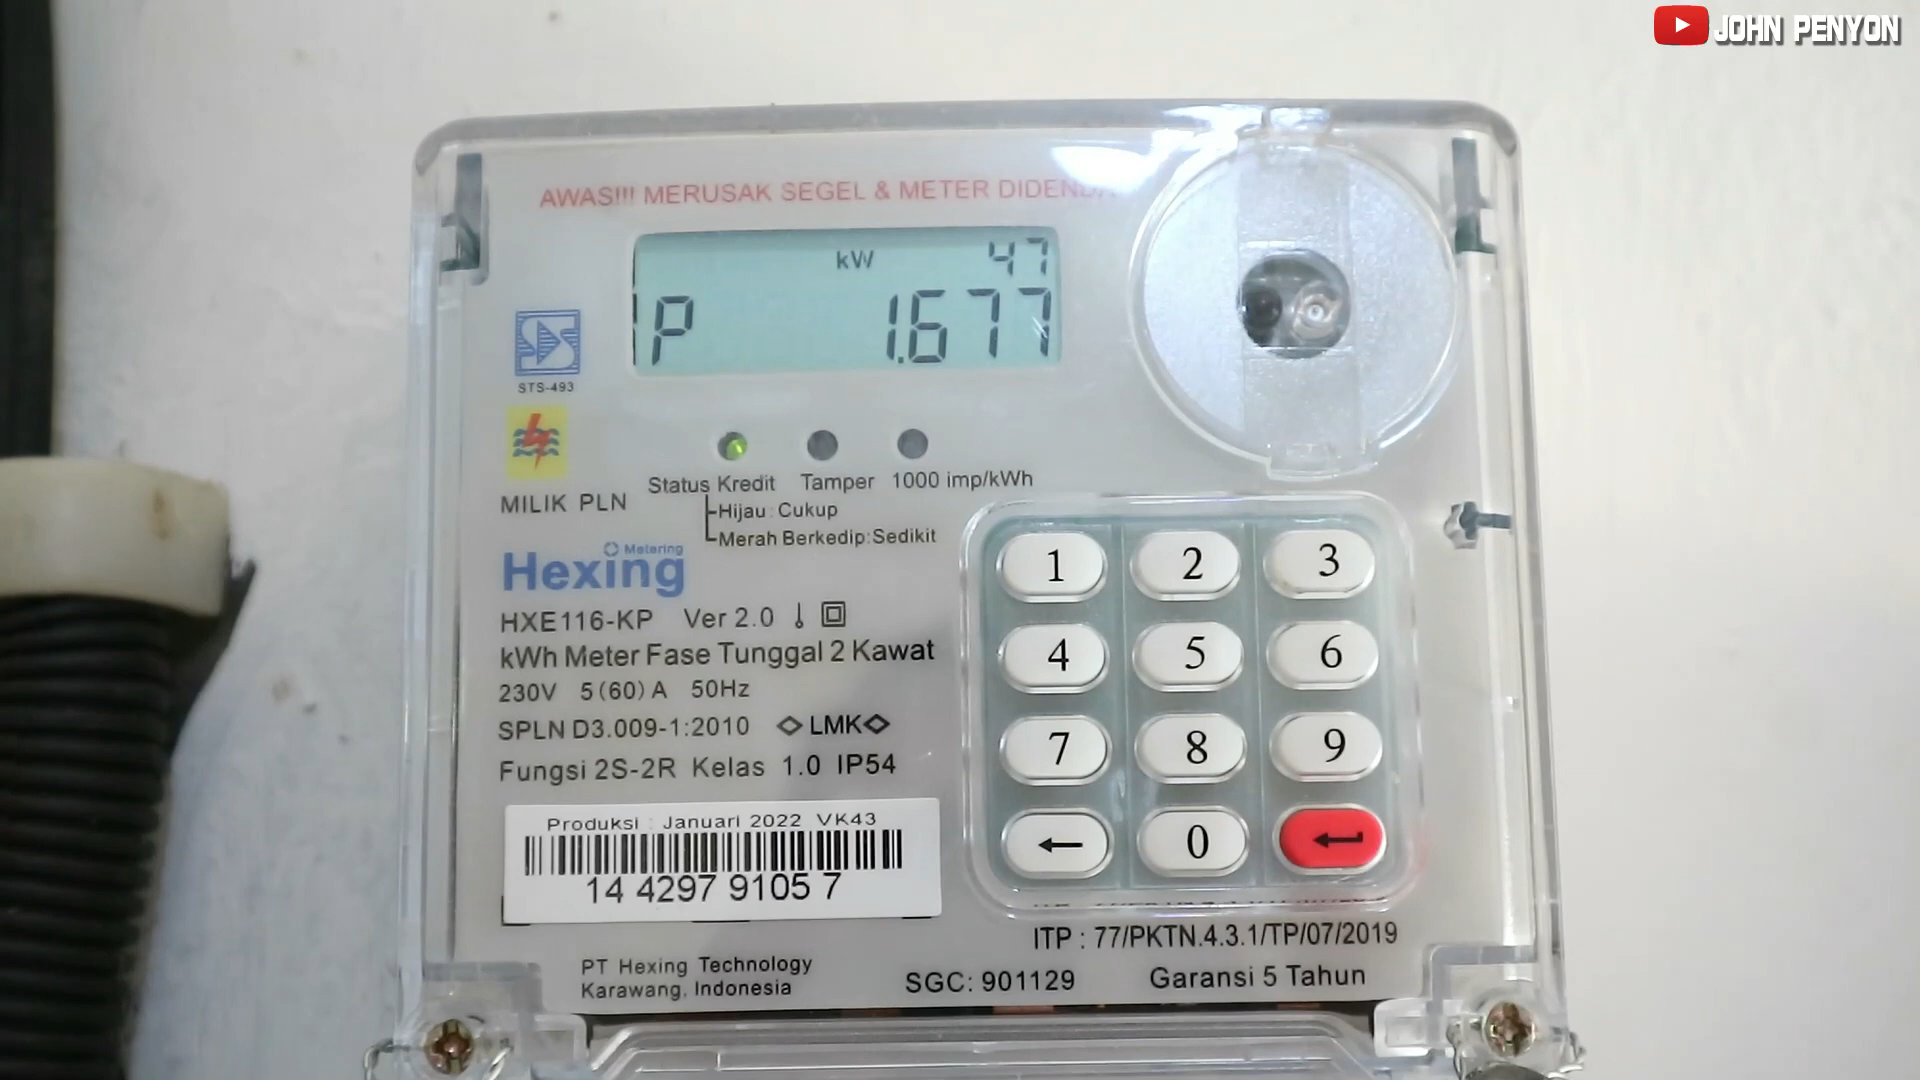 JOHN PENYON
AWAS!!! MERUSAK SEGEL & METER DIDENDA
kW 47
P 1.677
STS-493
Status Kredit Tamper 1000 imp/kWh
Hijau : Cukup
Merah Berkedip:Sedikit
MILIK PLN
Metering
Hexing
HXE116-KP Ver 2.0
kWh Meter Fase Tunggal 2 Kawat
230V 5(60)A 50Hz
SPLN D3.009-1:2010 LMK
Fungsi 2S-2R Kelas 1.0 IP54
Produksi : Januari 2022 VK43
14 4297 9105 7
1 2 3
4 5 6
7 8 9
← 0 ↵
ITP : 77/PKTN.4.3.1/TP/07/2019
PT Hexing Technology
Karawang, Indonesia
SGC: 901129 Garansi 5 Tahun